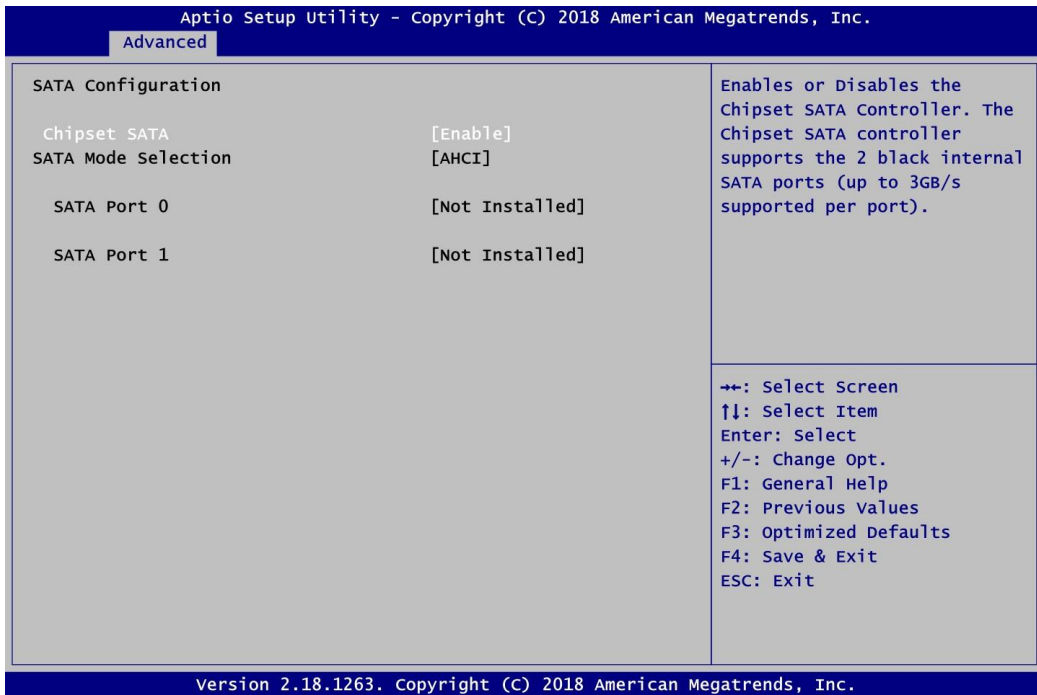 Aptio Setup Utility - Copyright (C) 2018 American Megatrends, Inc.
Advanced
SATA Configuration
Chipset SATA [Enable]
SATA Mode Selection [AHCI]
SATA Port 0 [Not Installed]
SATA Port 1 [Not Installed]
Enables or Disables the
Chipset SATA Controller. The
Chipset SATA controller
supports the 2 black internal
SATA ports (up to 3GB/s
supported per port).
→←: Select Screen
↑↓: Select Item
Enter: Select
+/-: Change Opt.
F1: General Help
F2: Previous Values
F3: Optimized Defaults
F4: Save & Exit
ESC: Exit
Version 2.18.1263. Copyright (C) 2018 American Megatrends, Inc.